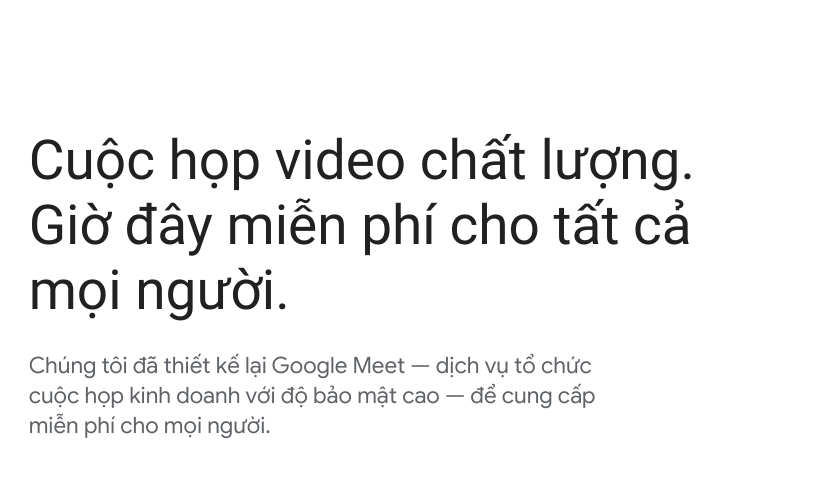 Cuộc họp video chất lượng.
Giờ đây miễn phí cho tất cả
mọi người.
Chúng tôi đã thiết kế lại Google Meet — dịch vụ tổ chức
cuộc họp kinh doanh với độ bảo mật cao — để cung cấp
miễn phí cho mọi người.